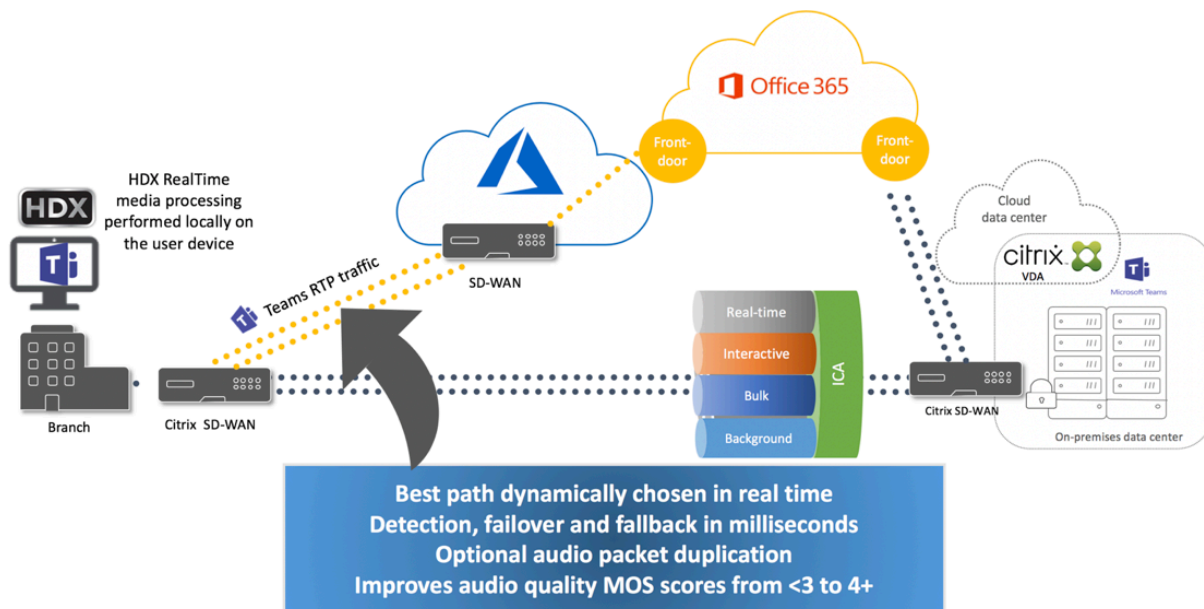 Office 365
Front-
door
Front-
door
HDX
HDX RealTime
media processing
performed locally on
the user device
Cloud
data center
citrix
VDA
Microsoft Teams
Teams RTP traffic
SD-WAN
Real-time
Interactive
Bulk
Background
ICA
Branch
Citrix SD-WAN
Citrix SD-WAN
On-premises data center
Best path dynamically chosen in real time
Detection, failover and fallback in milliseconds
Optional audio packet duplication
Improves audio quality MOS scores from <3 to 4+